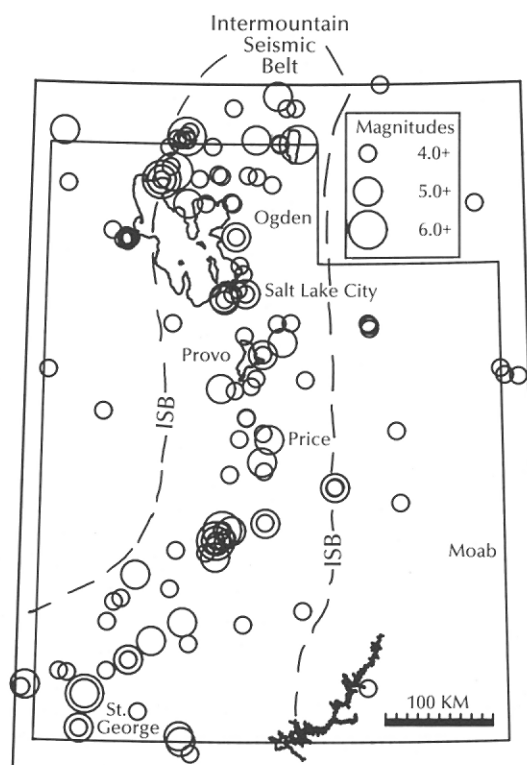 Intermountain
Seismic
Belt
Magnitudes
4.0+
5.0+
6.0+
Ogden
Salt Lake City
Provo
ISB
Price
ISB
Moab
100 KM
St.
George